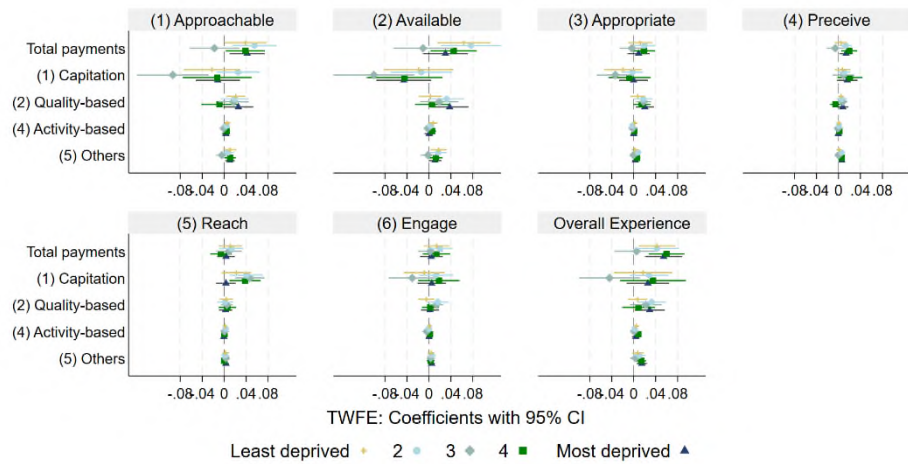 (1) Approachable (2) Available (3) Appropriate (4) Preceive
Total payments
(1) Capitation
(2) Quality-based
(4) Activity-based
(5) Others
-.08-.04 0 .04 .08 -.08-.04 0 .04 .08 -.08-.04 0 .04 .08 -.08-.04 0 .04 .08
(5) Reach (6) Engage Overall Experience
Total payments
(1) Capitation
(2) Quality-based
(4) Activity-based
(5) Others
-.08-.04 0 .04 .08 -.08-.04 0 .04 .08 -.08-.04 0 .04 .08
TWFE: Coefficients with 95% CI
Least deprived 2 3 4 Most deprived